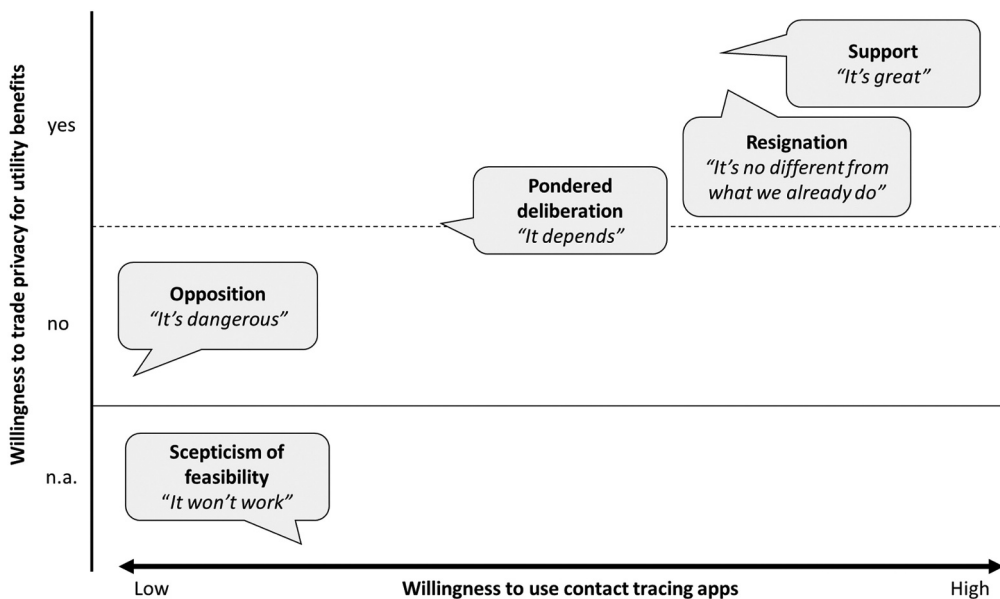 Willingness to trade privacy for utility benefits
yes
no
n.a.
Support
“It’s great”
Resignation
“It’s no different from
what we already do”
Pondered
deliberation
“It depends”
Opposition
“It’s dangerous”
Scepticism of
feasibility
“It won’t work”
Low
Willingness to use contact tracing apps
High